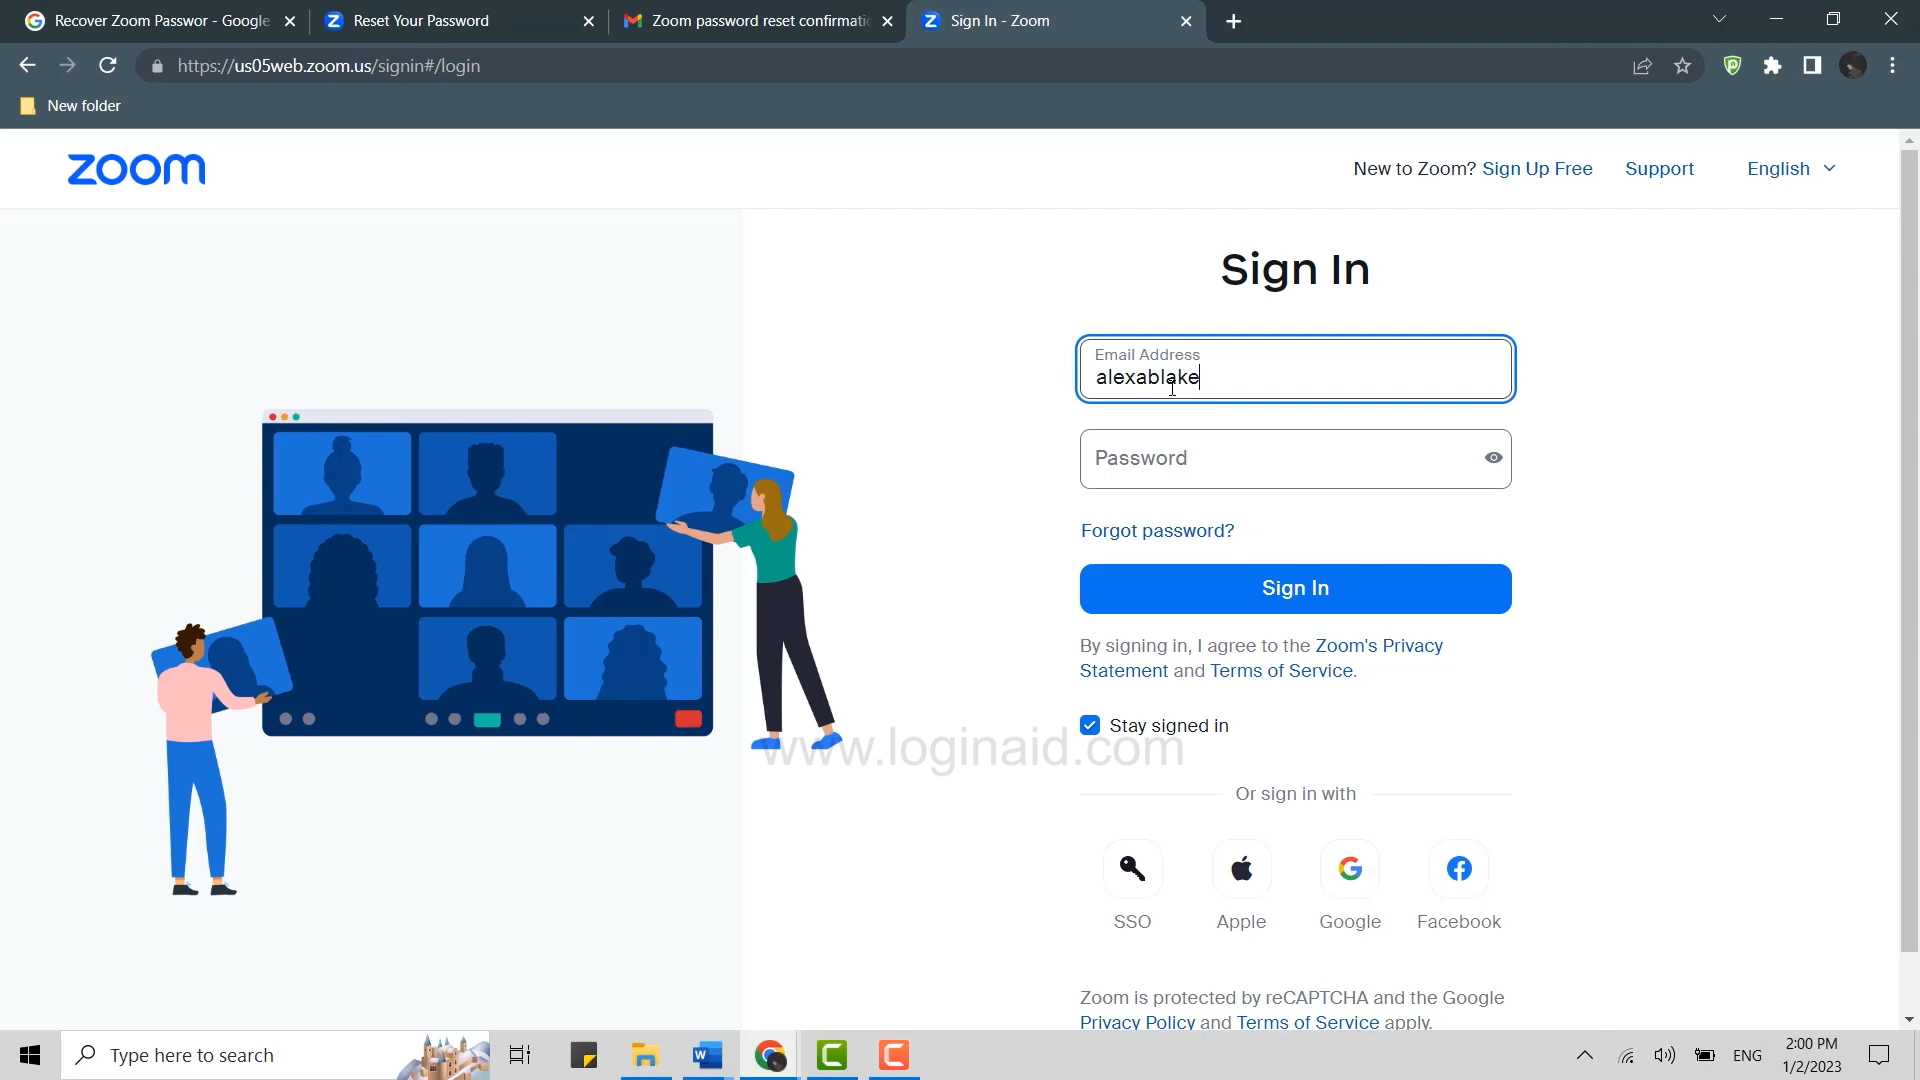 Recover Zoom Passwor - Google
Reset Your Password
Zoom password reset confirmatic
Sign In - Zoom
https://us05web.zoom.us/signin#/login
New folder
zoom
New to Zoom? Sign Up Free
Support
English
Sign In
Email Address
alexablake
Password
Forgot password?
Sign In
By signing in, I agree to the Zoom's Privacy
Statement and Terms of Service.
Stay signed in
www.loginaid.com
Or sign in with
SSO
Apple
Google
Facebook
Zoom is protected by reCAPTCHA and the Google
Privacy Policy and Terms of Service apply.
Type here to search
ENG
2:00 PM
1/2/2023